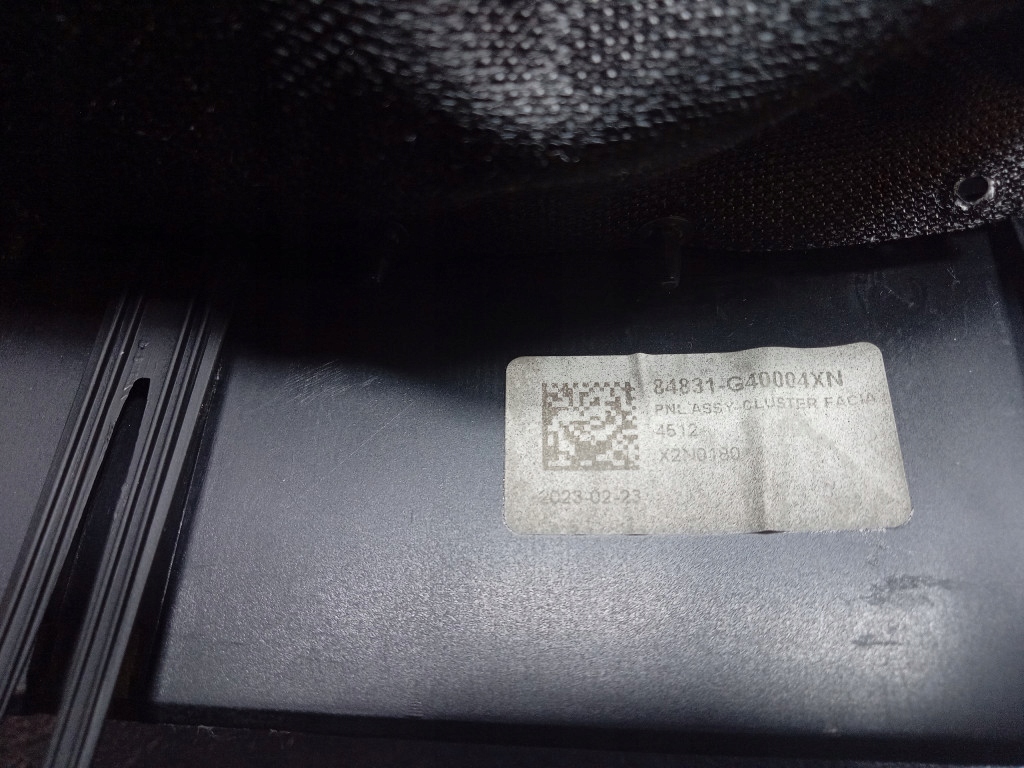 84831-G40004XN
PNL ASSY-CLUSTER FACIA
4512
X2N0180
2023-02-23